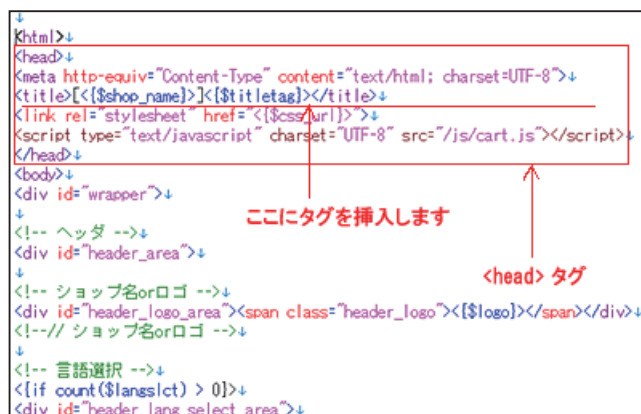 <html>↓
<head>↓
<meta http-equiv="Content-Type" content="text/html; charset=UTF-8">↓
<title>[<{$shop_name}>]<{$titletag}></title>↓
<link rel="stylesheet" href="<{$css_url}>">↓
<script type="text/javascript" charset="UTF-8" src="/js/cart.js"></script>↓
</head>↓
<body>↓
<div id="wrapper">↓
ここにタグを挿入します
↓
<!-- ヘッダ -->↓
<div id="header_area">↓
↓
<head> タグ
<!-- ショップ名orロゴ -->↓
<div id="header_logo_area"><span class="header_logo"><{$logo}></span></div>↓
<!--// ショップ名orロゴ -->↓
↓
<!-- 言語選択 -->↓
<{if count($langslct) > 0}>↓
<div id="header_lang_select_area">↓